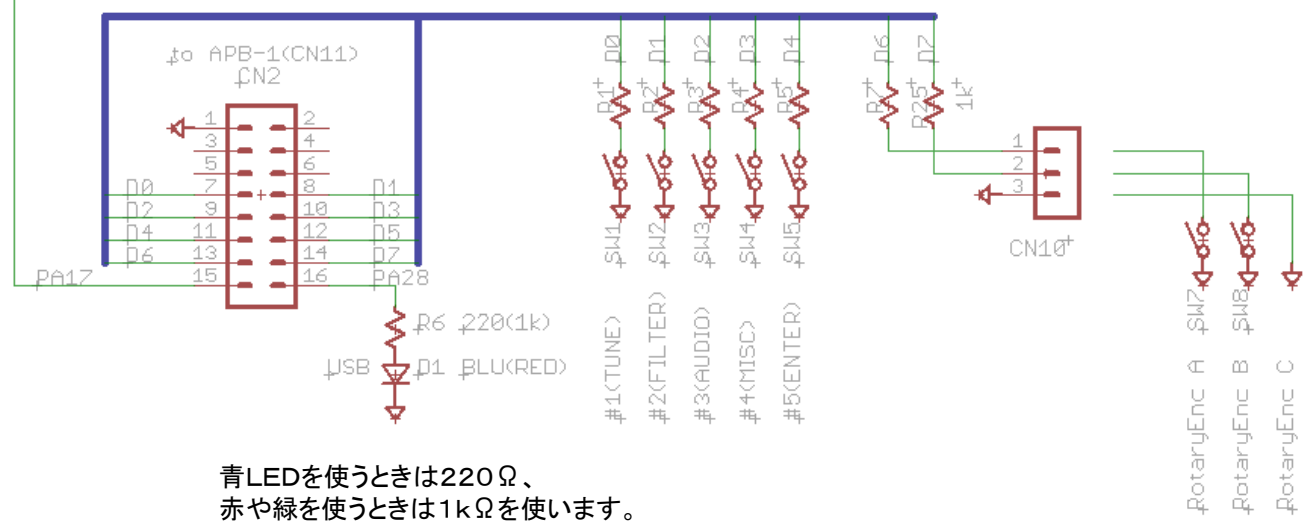 to APB-1(CN11)
CN2
1 2
3 4
5 6
D0 7 8 D1
D2 9 10 D3
D4 11 12 D5
D6 13 14 D7
PA17 15 16 PA28
R6 220(1k)
USB D1 BLU(RED)
D0 D1 D2 D3 D4 D6 D7
R1 R2 R3 R4 R5 R7 R25 1k
SW1 SW2 SW3 SW4 SW5
#1(TUNE)
#2(FILTER)
#3(AUDIO)
#4(MISC)
#5(ENTER)
1
2
3
CN10
SW7 SW8
RotaryEnc A
RotaryEnc B
RotaryEnc C
青LEDを使うときは220Ω、
赤や緑を使うときは1kΩを使います。